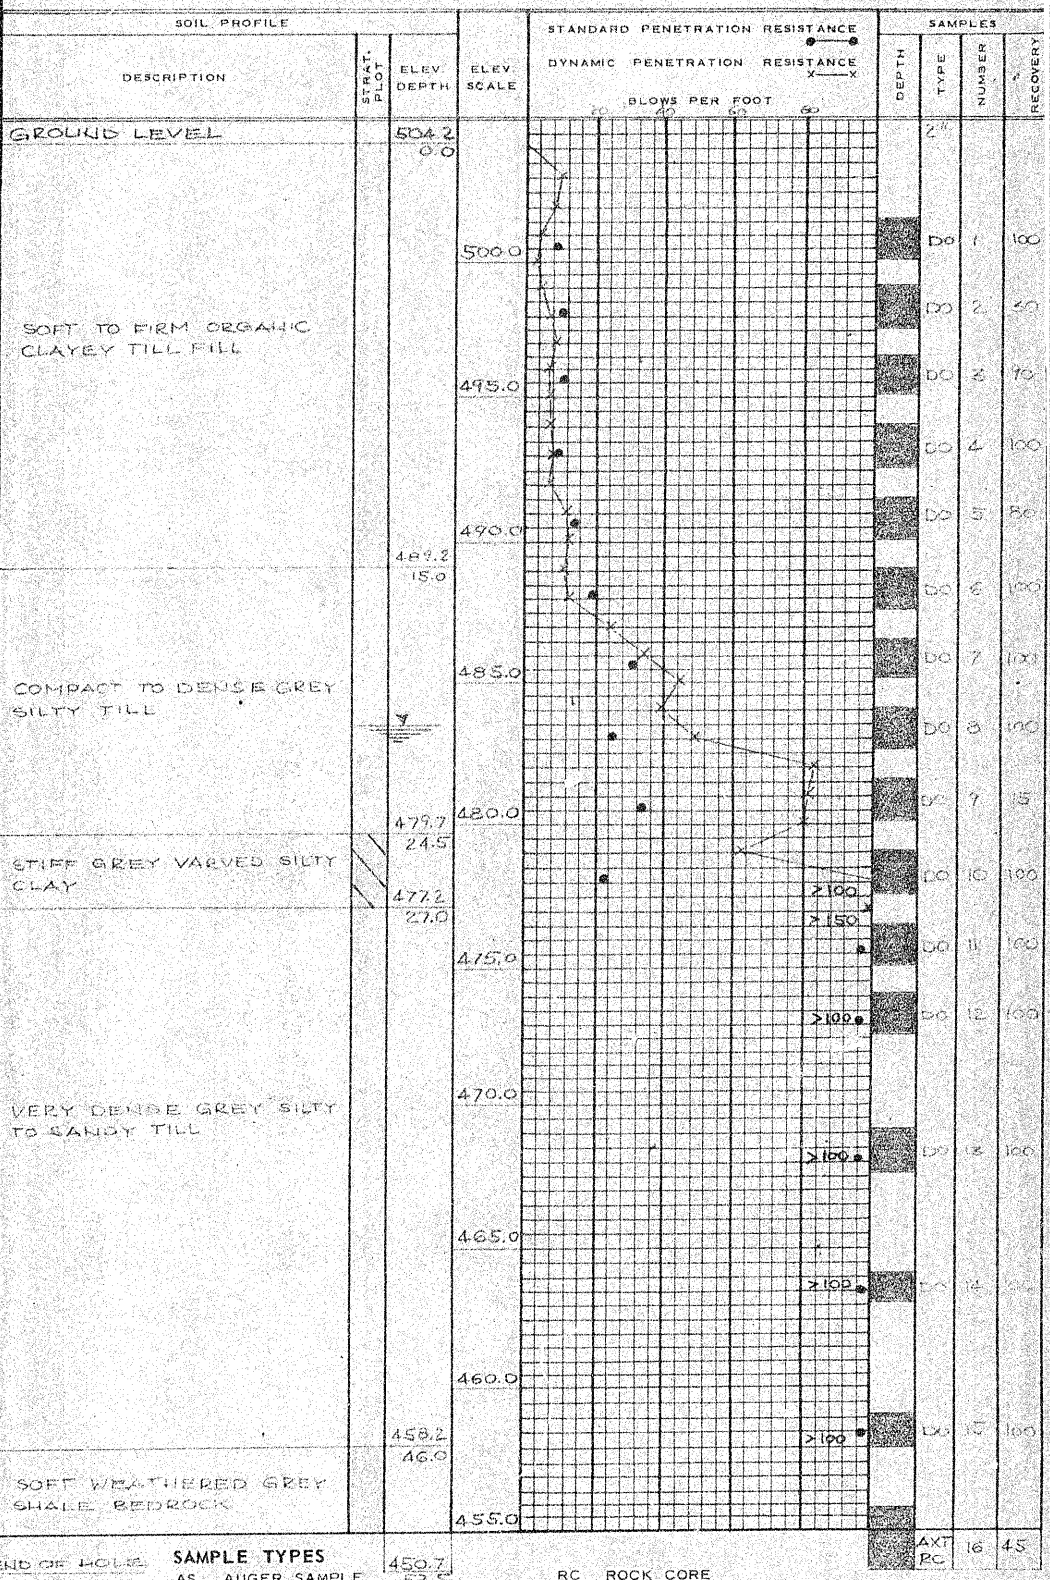 SOIL PROFILE
DESCRIPTION
STRAT. PLOT
ELEV. DEPTH
ELEV. SCALE
STANDARD PENETRATION RESISTANCE
DYNAMIC PENETRATION RESISTANCE
X X
BLOWS PER FOOT
20 40 60 80
SAMPLES
DEPTH
TYPE
NUMBER
RECOVERY
GROUND LEVEL
504.2
0.0
2"
500.0
DO 1 100
SOFT TO FIRM ORGANIC
CLAYEY TILL FILL
DO 2
495.0
DO 3 70
DO 4 100
490.0
DO 5 80
489.2
15.0
DO 6 100
COMPACT TO DENSE GREY
SILTY TILL
485.0
DO 7 100
DO 8 100
480.0
DO 9 15
479.7
24.5
STIFF GREY VARVED SILTY
CLAY
DO 10 100
477.2
27.0
>100
>150
475.0
DO 11 100
>100
DO 12 100
470.0
VERY DENSE GREY SILTY
TO SANDY TILL
>100
DO 13 100
465.0
>100
DO 14
460.0
458.2
46.0
>100
DO 15 100
SOFT WEATHERED GREY
SHALE BEDROCK
455.0
END OF HOLE
450.7
AXT
RC
16 45
SAMPLE TYPES
AS AUGER SAMPLE
RC ROCK CORE